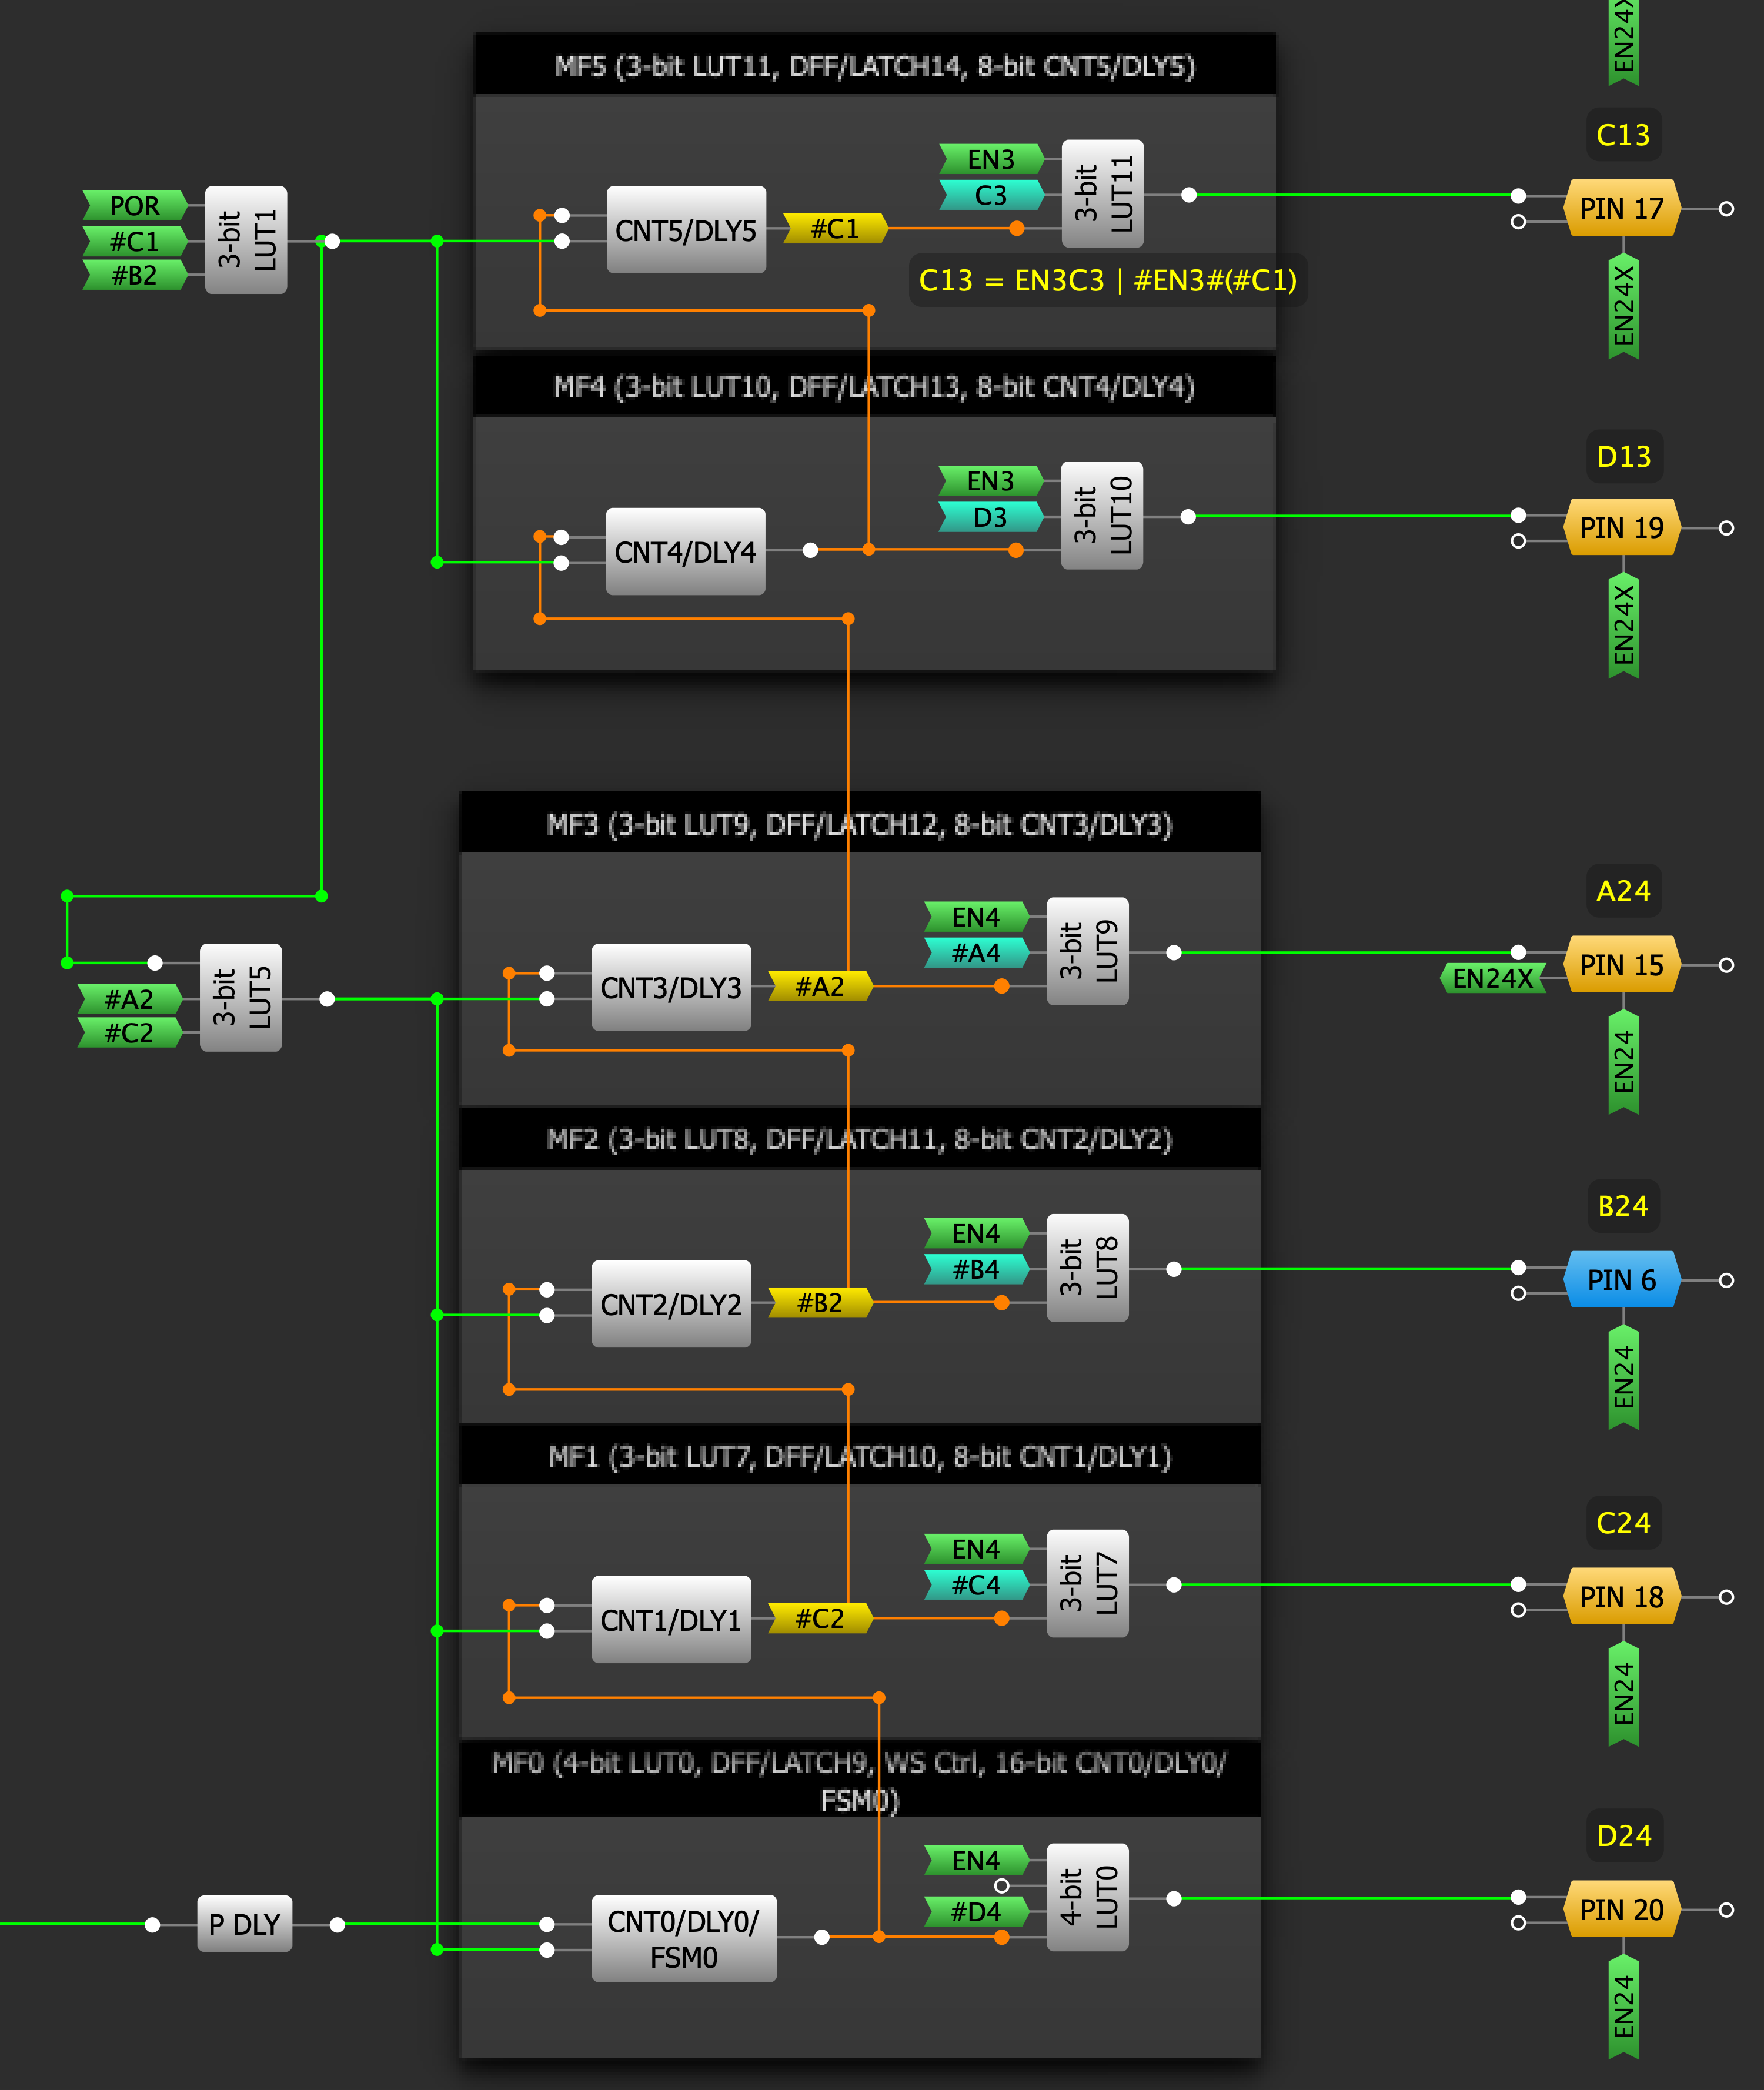 EN24X
MF5 (3-bit LUT11, DFF/LATCH14, 8-bit CNT5/DLY5)
C13
POR
#C1
#B2
3-bit
LUT1
CNT5/DLY5
#C1
EN3
C3
3-bit
LUT11
PIN 17
EN24X
C13 = EN3C3 | #EN3#(#C1)
MF4 (3-bit LUT10, DFF/LATCH13, 8-bit CNT4/DLY4)
D13
CNT4/DLY4
EN3
D3
3-bit
LUT10
PIN 19
EN24X
MF3 (3-bit LUT9, DFF/LATCH12, 8-bit CNT3/DLY3)
A24
#A2
#C2
3-bit
LUT5
CNT3/DLY3
#A2
EN4
#A4
3-bit
LUT9
EN24X
PIN 15
EN24
MF2 (3-bit LUT8, DFF/LATCH11, 8-bit CNT2/DLY2)
B24
CNT2/DLY2
#B2
EN4
#B4
3-bit
LUT8
PIN 6
EN24
MF1 (3-bit LUT7, DFF/LATCH10, 8-bit CNT1/DLY1)
C24
CNT1/DLY1
#C2
EN4
#C4
3-bit
LUT7
PIN 18
EN24
MF0 (4-bit LUT0, DFF/LATCH9, WS Ctrl, 16-bit CNT0/DLY0/
FSM0)
D24
P DLY
CNT0/DLY0/
FSM0
EN4
#D4
4-bit
LUT0
PIN 20
EN24